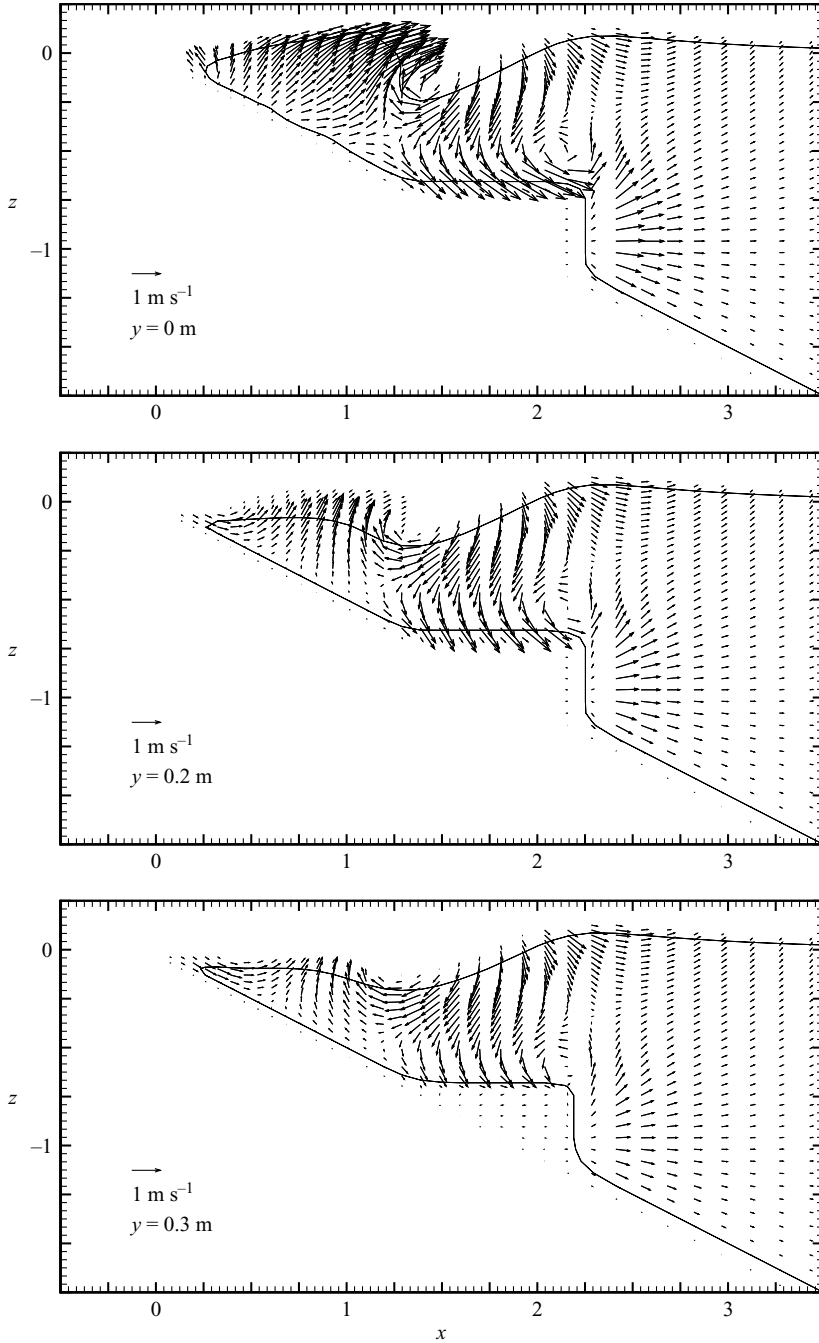 0
z
–1
1 m s–1
y = 0 m
0 1 2 3
0
z
–1
1 m s–1
y = 0.2 m
0 1 2 3
0
z
–1
1 m s–1
y = 0.3 m
0 1 2 3
x